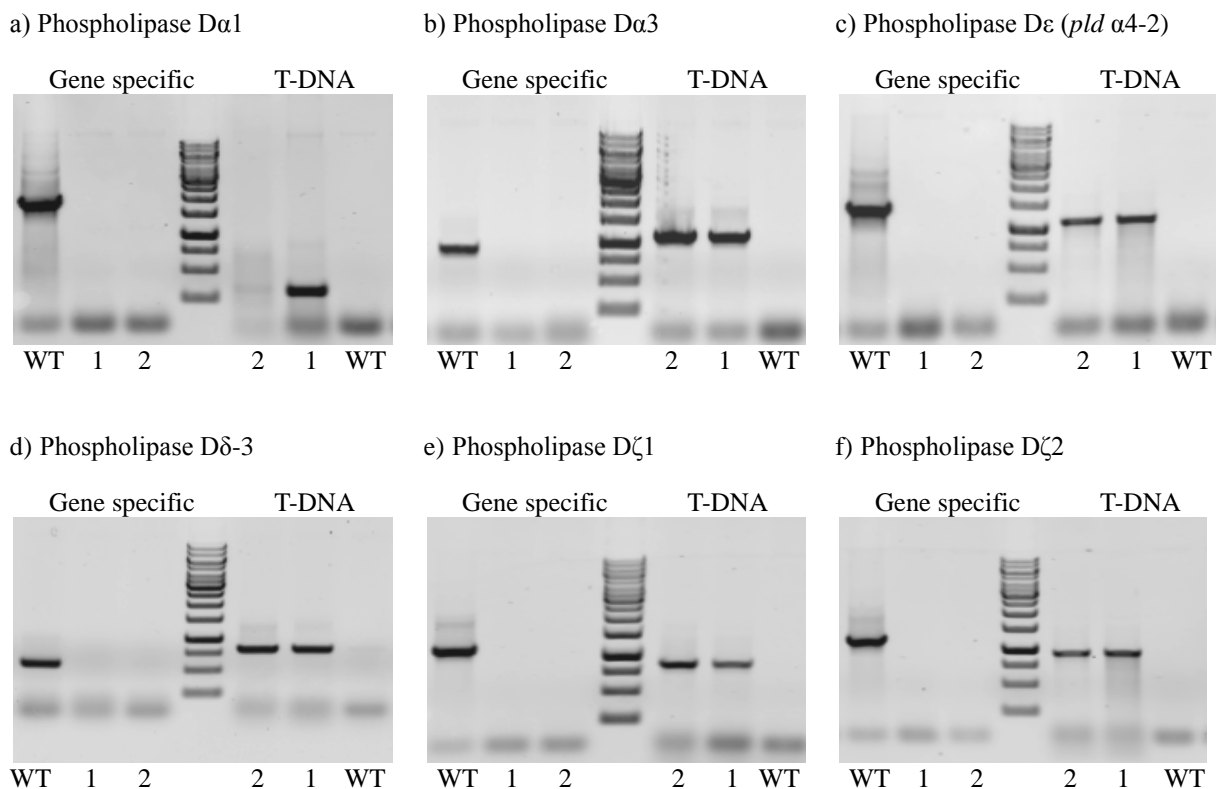 a) Phospholipase Dα1
Gene specific T-DNA
WT 1 2 2 1 WT
b) Phospholipase Dα3
Gene specific T-DNA
WT 1 2 2 1 WT
c) Phospholipase Dε (pld α4-2)
Gene specific T-DNA
WT 1 2 2 1 WT
d) Phospholipase Dδ-3
Gene specific T-DNA
WT 1 2 2 1 WT
e) Phospholipase Dζ1
Gene specific T-DNA
WT 1 2 2 1 WT
f) Phospholipase Dζ2
Gene specific T-DNA
WT 1 2 2 1 WT